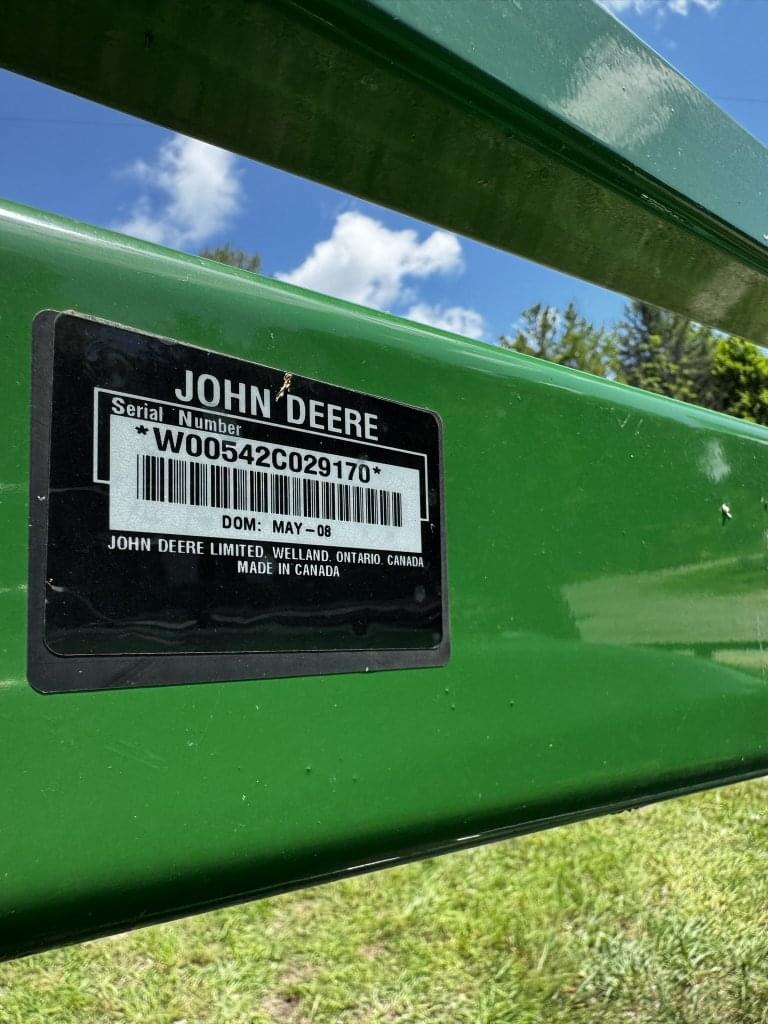 JOHN DEERE
Serial Number
*W00542C029170*
DOM: MAY-08
JOHN DEERE LIMITED, WELLAND, ONTARIO, CANADA
MADE IN CANADA